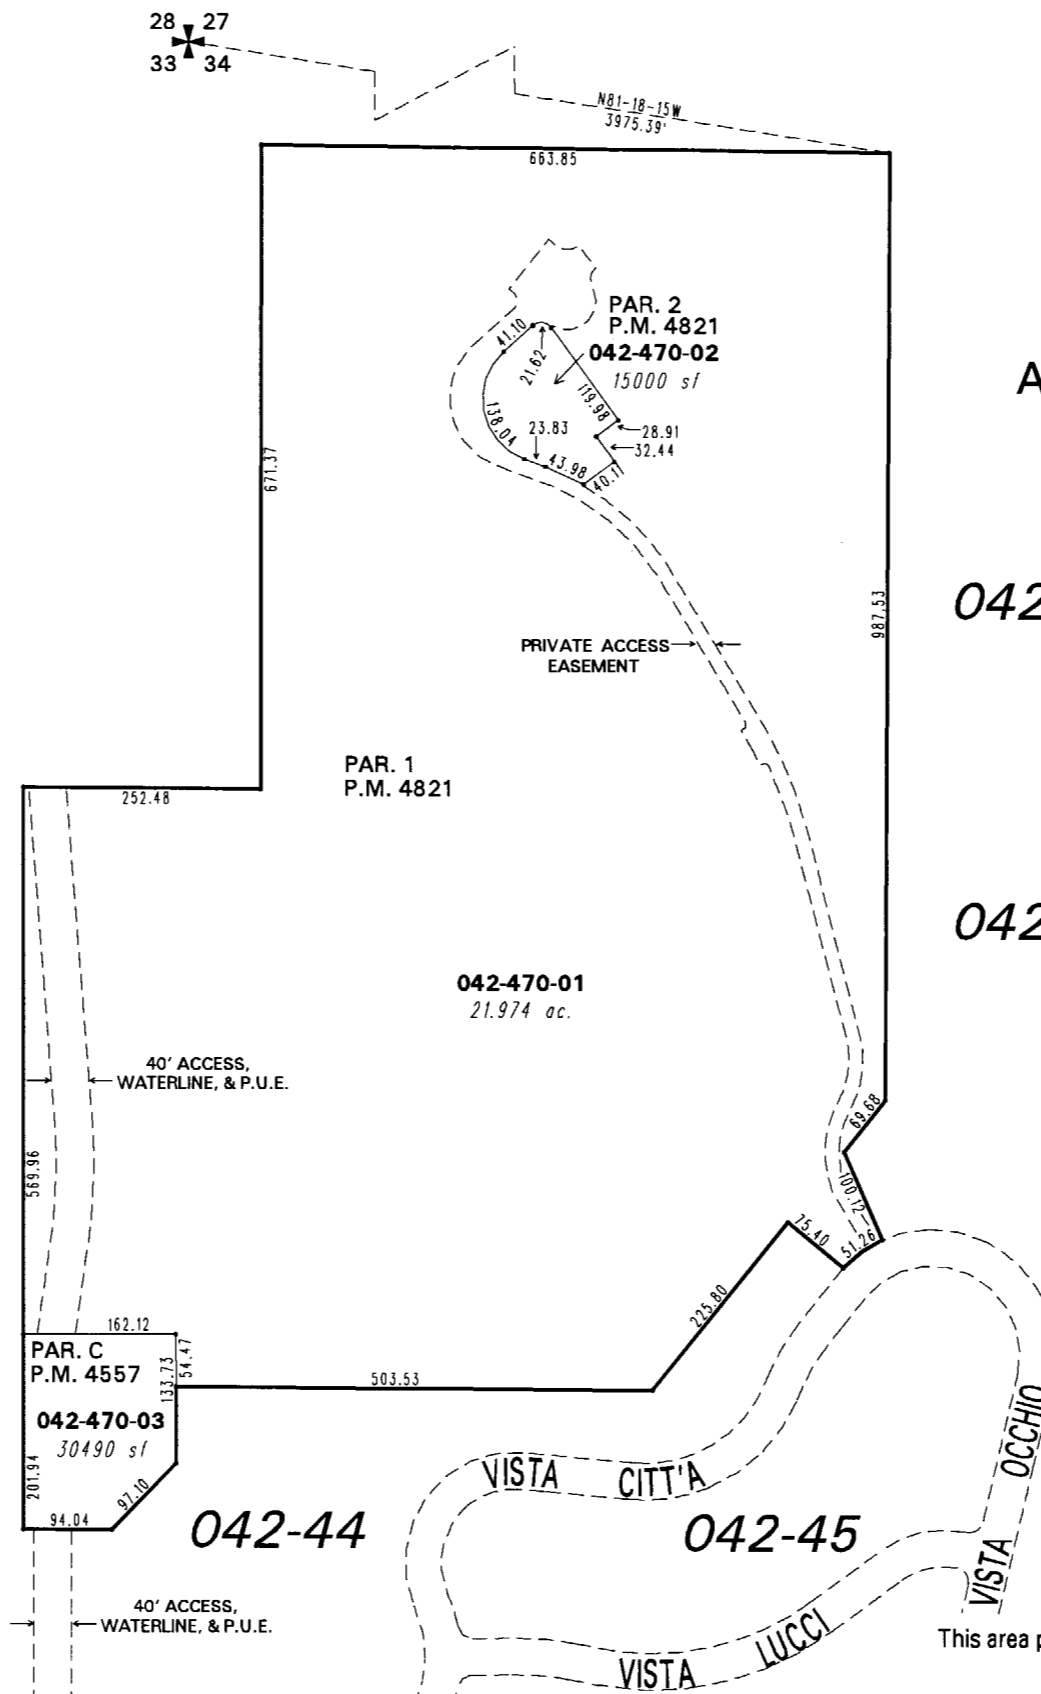 28 27
33 34
N81-18-15W
3975.39'
663.85
PAR. 2
P.M. 4821
042-470-02
15000 sf
41.10
21.62
119.98
138.04
23.83
28.91
32.44
43.98
40.11
671.37
987.53
A
042
PRIVATE ACCESS
EASEMENT
PAR. 1
P.M. 4821
252.48
042
042-470-01
21.974 ac.
40' ACCESS,
WATERLINE, & P.U.E.
569.96
69.68
100.12
75.40
51.26
225.80
162.12
PAR. C
P.M. 4557
133.73
54.47
503.53
042-470-03
30490 sf
201.94
97.10
94.04
042-44
042-45
VISTA CITT'A
VISTA OCCHIO
VISTA LUCCI
40' ACCESS,
WATERLINE, & P.U.E.
This area p